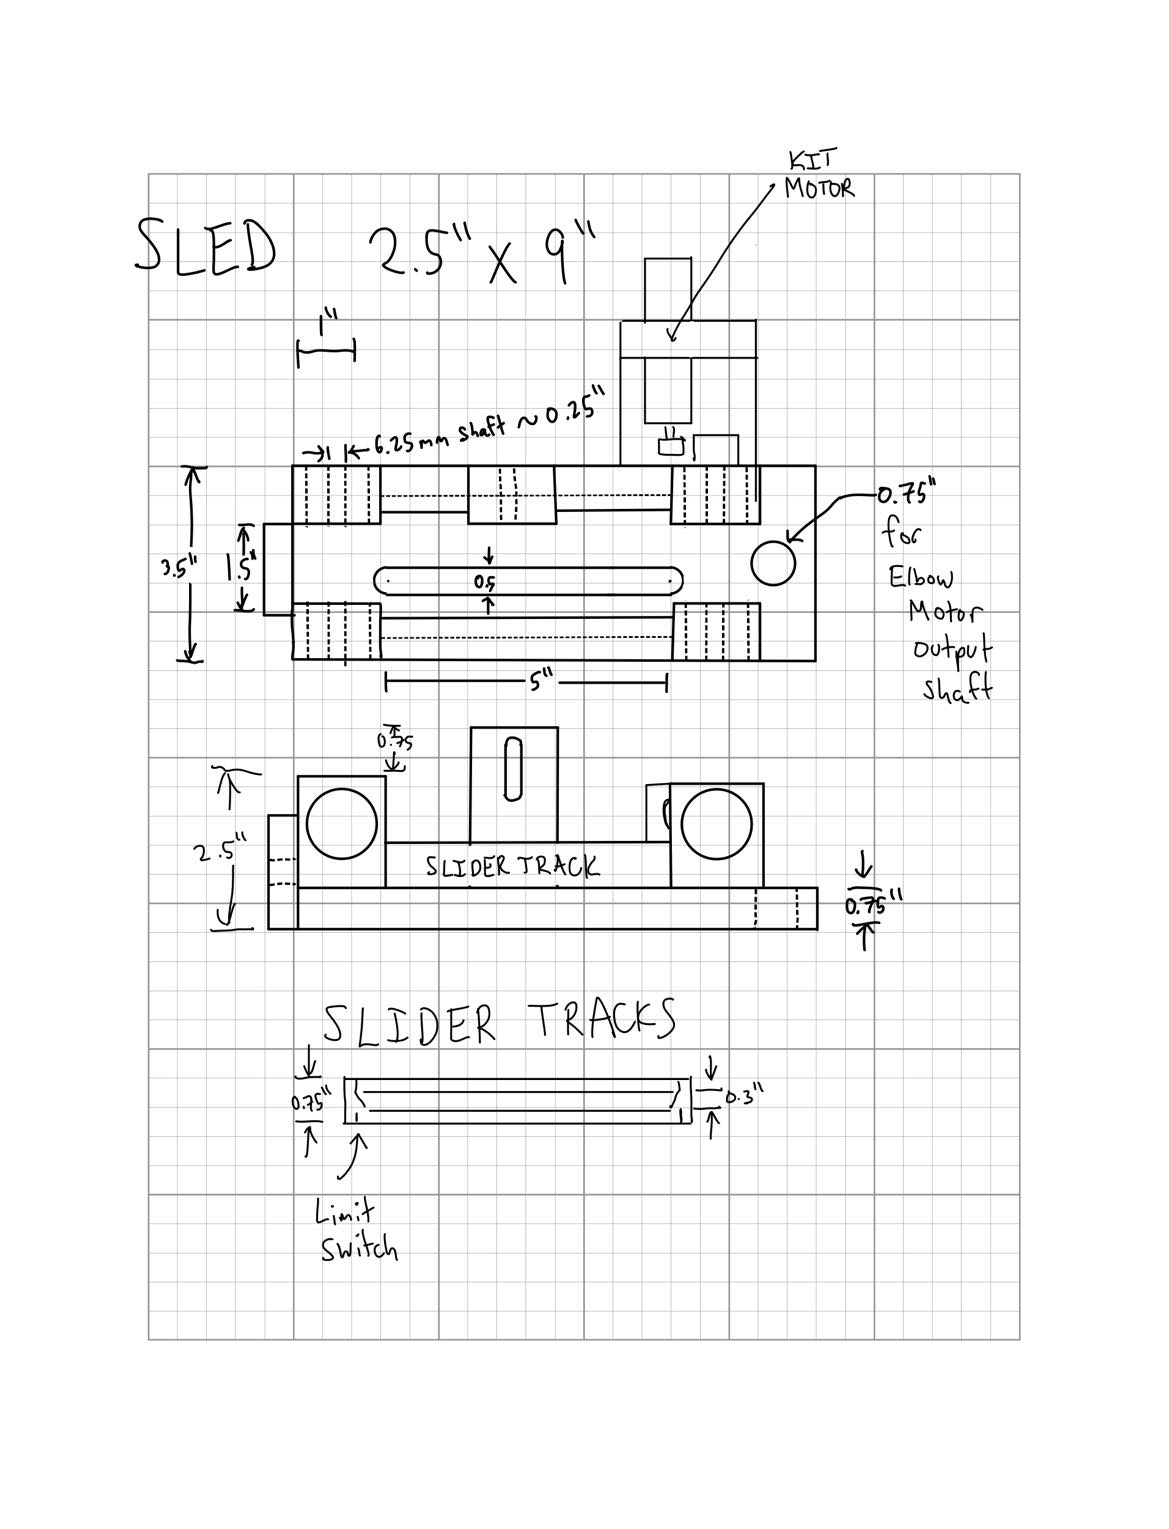 KIT
MOTOR
SLED 2.5" X 9"
1"
6.25mm shaft ~ 0.25"
0.75"
for
Elbow
Motor
output
shaft
3.5"
1.5"
0.5
5"
0.75
2.5"
SLIDER TRACK
0.75"
SLIDER TRACKS
0.75"
0.3"
Limit
Switch